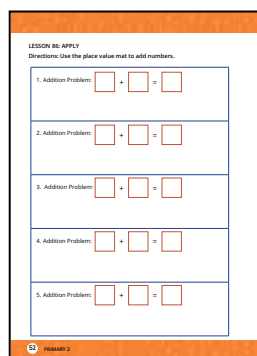 LESSON 86: APPLY
Directions: Use the place value mat to add numbers.
1. Addition Problem: + =
2. Addition Problem: + =
3. Addition Problem: + =
4. Addition Problem: + =
5. Addition Problem: + =
52 PRIMARY 2